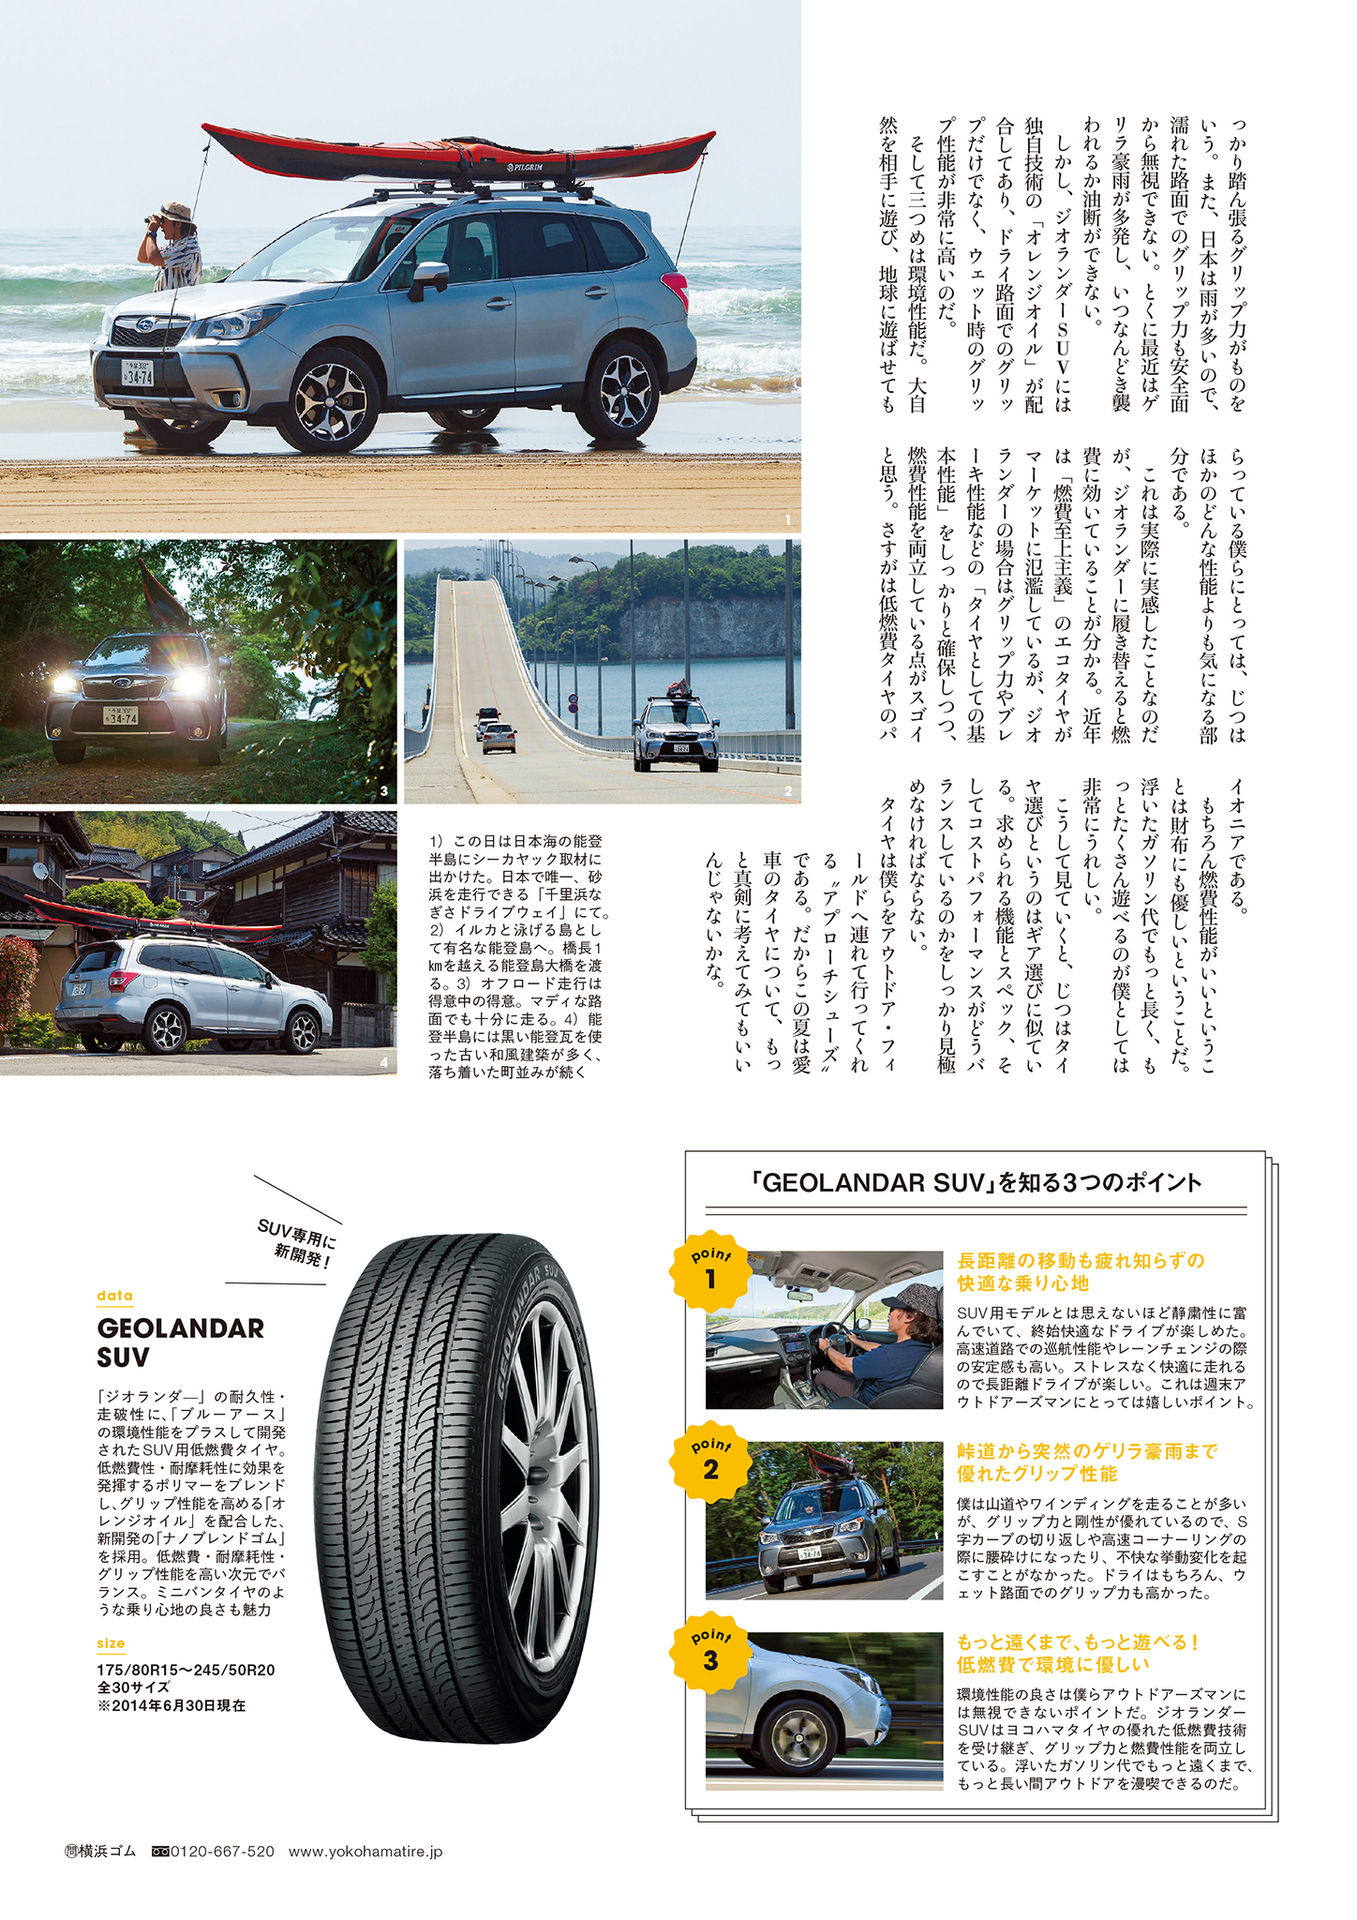 つかり踏ん張るグリップ力がものを
いう。また、日本は雨が多いので、
濡れた路面でのグリップ力も安全面
から無視できない。とくに最近はゲ
リラ豪雨が多発し、いつなんどき襲
われるか油断ができない。
しかし、ジオランダーSUVには
独自技術の「オレンジオイル」が配
合してあり、ドライ路面でのグリッ
プだけでなく、ウェット時のグリッ
プ性能が非常に高いのだ。
そして三つめは環境性能だ。大自
然を相手に遊び、地球に遊ばせても
らっている僕らにとっては、じつは
ほかのどんな性能よりも気になる部
分である。
これは実際に実感したことなのだ
が、ジオランダーに履き替えると燃
費に効いていることが分かる。近年
は「燃費至上主義」のエコタイヤが
マーケットに氾濫しているが、ジオ
ランダーの場合はグリップ力やブレ
ーキ性能などの「タイヤとしての基
本性能」をしっかりと確保しつつ、
燃費性能を両立している点がスゴイ
と思う。さすがは低燃費タイヤのパ
イオニアである。
もちろん燃費性能がいいというこ
とは財布にも優しいということだ。
浮いたガソリン代でもっと長く、も
っとたくさん遊べるのが僕としては
非常にうれしい。
こうして見ていくと、じつはタイ
ヤ選びというのはギア選びに似てい
る。求められる機能とスペック、そ
してコストパフォーマンスがどうバ
ランスしているのかをしっかり見極
めなければならない。
タイヤは僕らをアウトドア・フィ
ールドへ連れて行ってくれ
る〝アプローチシューズ〟
である。だからこの夏は愛
車のタイヤについて、もっ
と真剣に考えてみてもいい
んじゃないかな。
PILGRIM
多摩 302
34-74
1
34-74
3
2
4
1）この日は日本海の能登
半島にシーカヤック取材に
出かけた。日本で唯一、砂
浜を走行できる「千里浜な
ぎさドライブウェイ」にて。
2）イルカと泳げる島とし
て有名な能登島へ。橋長1
㎞を越える能登島大橋を渡
る。3）オフロード走行は
得意中の得意。マディな路
面でも十分に走る。4）能
登半島には黒い能登瓦を使
った古い和風建築が多く、
落ち着いた町並みが続く
SUV専用に
新開発！
data
GEOLANDAR
SUV
「ジオランダ―」の耐久性・
走破性に、「ブルーアース」
の環境性能をプラスして開発
されたSUV用低燃費タイヤ。
低燃費性・耐摩耗性に効果を
発揮するポリマーをブレンド
し、グリップ性能を高める「オ
レンジオイル」を配合した、
新開発の「ナノブレンドゴム」
を採用。低燃費・耐摩耗性・
グリップ性能を高い次元でバ
ランス。ミニバンタイヤのよ
うな乗り心地の良さも魅力
size
175/80R15〜245/50R20
全30サイズ
※2014年6月30日現在
GEOLANDAR SUV
「GEOLANDAR SUV」を知る3つのポイント
point
1
長距離の移動も疲れ知らずの
快適な乗り心地
SUV用モデルとは思えないほど静粛性に富
んでいて、終始快適なドライブが楽しめた。
高速道路での巡航性能やレーンチェンジの際
の安定感も高い。ストレスなく快適に走れる
ので長距離ドライブが楽しい。これは週末ア
ウトドアーズマンにとっては嬉しいポイント。
point
2
峠道から突然のゲリラ豪雨まで
優れたグリップ性能
僕は山道やワインディングを走ることが多い
が、グリップ力と剛性が優れているので、S
字カーブの切り返しや高速コーナーリングの
際に腰砕けになったり、不快な挙動変化を起
こすことがなかった。ドライはもちろん、ウ
ェット路面でのグリップ力も高かった。
34-74
point
3
もっと遠くまで、もっと遊べる！
低燃費で環境に優しい
環境性能の良さは僕らアウトドアーズマンに
は無視できないポイントだ。ジオランダー
SUVはヨコハマタイヤの優れた低燃費技術
を受け継ぎ、グリップ力と燃費性能を両立し
ている。浮いたガソリン代でもっと遠くまで、
もっと長い間アウトドアを漫喫できるのだ。
問横浜ゴム 0120-667-520 www.yokohamatire.jp